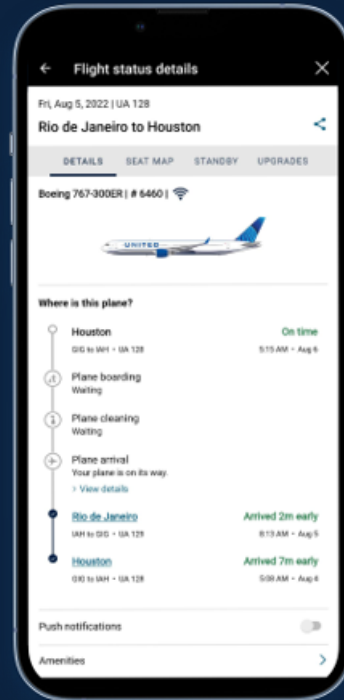 Flight status details
Fri, Aug 5, 2022 | UA 128
Rio de Janeiro to Houston
DETAILS SEAT MAP STANDBY UPGRADES
Boeing 767-300ER | # 6460 |
UNITED
Where is this plane?
Houston On time
GIG to IAH • UA 128 5:15 AM • Aug 6
Plane boarding
Waiting
Plane cleaning
Waiting
Plane arrival
Your plane is on its way.
> View details
Rio de Janeiro Arrived 2m early
IAH to GIG • UA 129 8:13 AM • Aug 5
Houston Arrived 7m early
GIG to IAH • UA 128 5:08 AM • Aug 4
Push notifications
Amenities